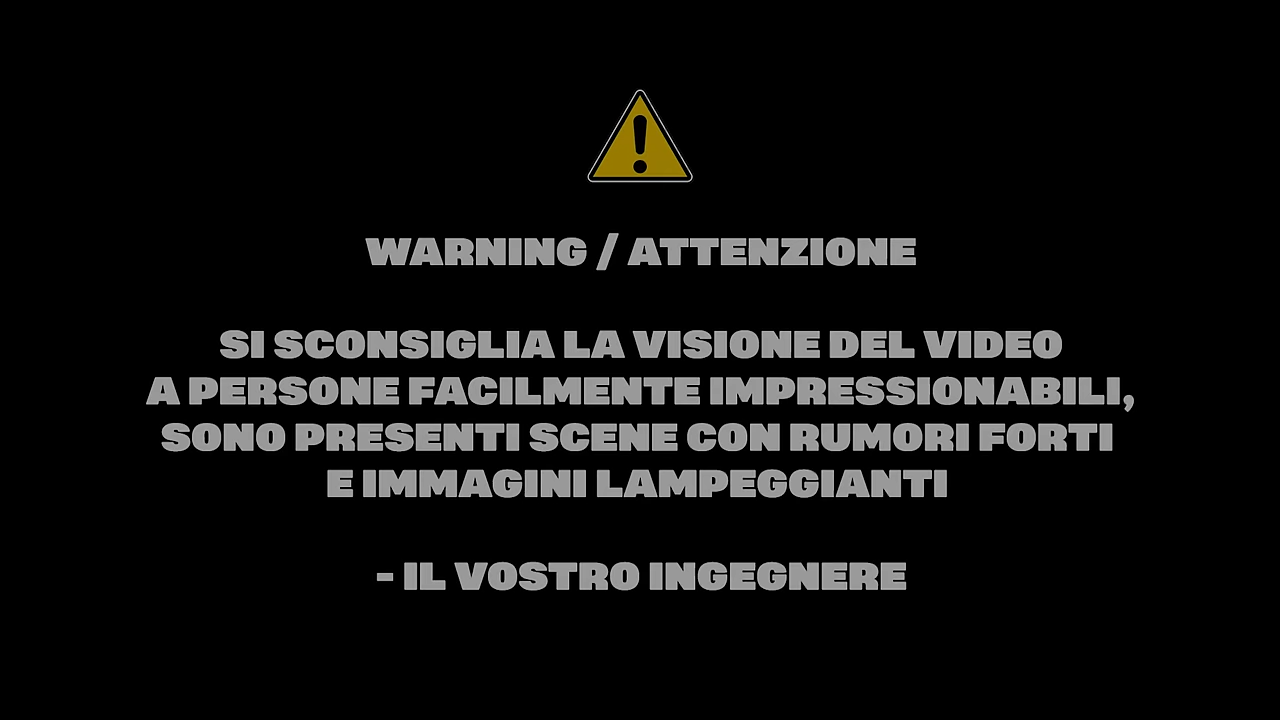 WARNING / ATTENZIONE
SI SCONSIGLIA LA VISIONE DEL VIDEO
A PERSONE FACILMENTE IMPRESSIONABILI,
SONO PRESENTI SCENE CON RUMORI FORTI
E IMMAGINI LAMPEGGIANTI
- IL VOSTRO INGEGNERE